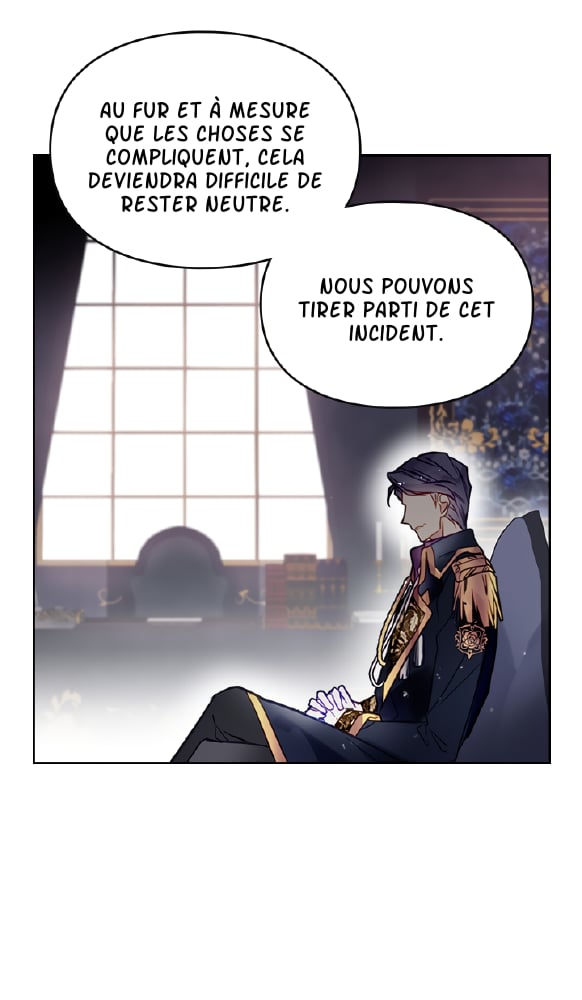 AU FUR ET À MESURE
QUE LES CHOSES SE
COMPLIQUENT, CELA
DEVIENDRA DIFFICILE DE
RESTER NEUTRE.
NOUS POUVONS
TIRER PARTI DE CET
INCIDENT.